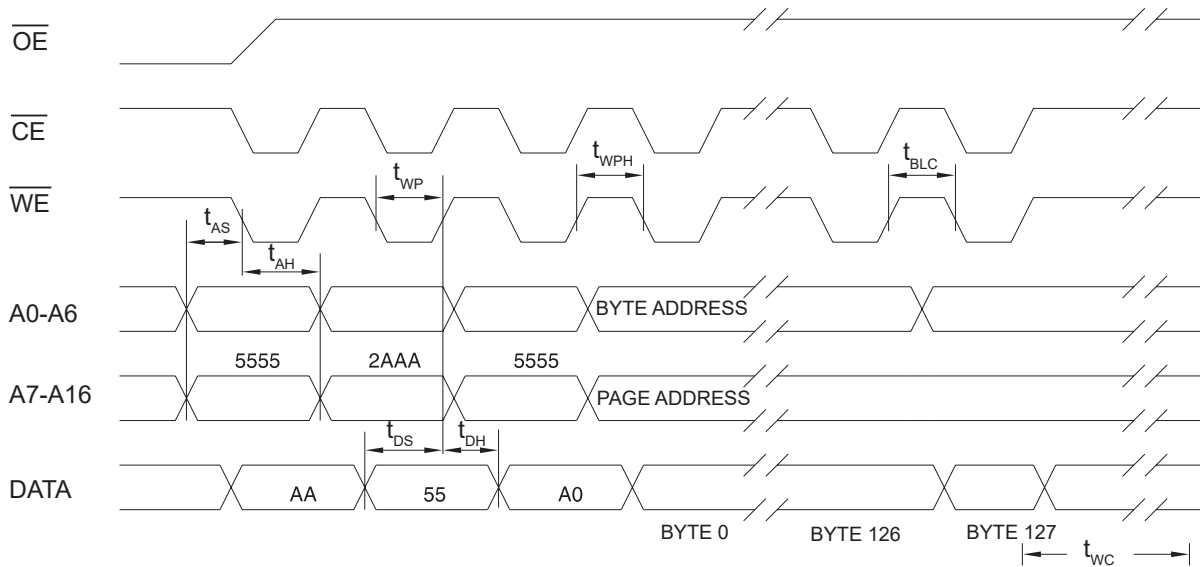 OE
CE
tWPH
tBLC
tWP
WE
tAS
tAH
A0-A6
BYTE ADDRESS
5555
2AAA
5555
A7-A16
PAGE ADDRESS
tDS
tDH
DATA
AA
55
A0
BYTE 0
BYTE 126
BYTE 127
tWC